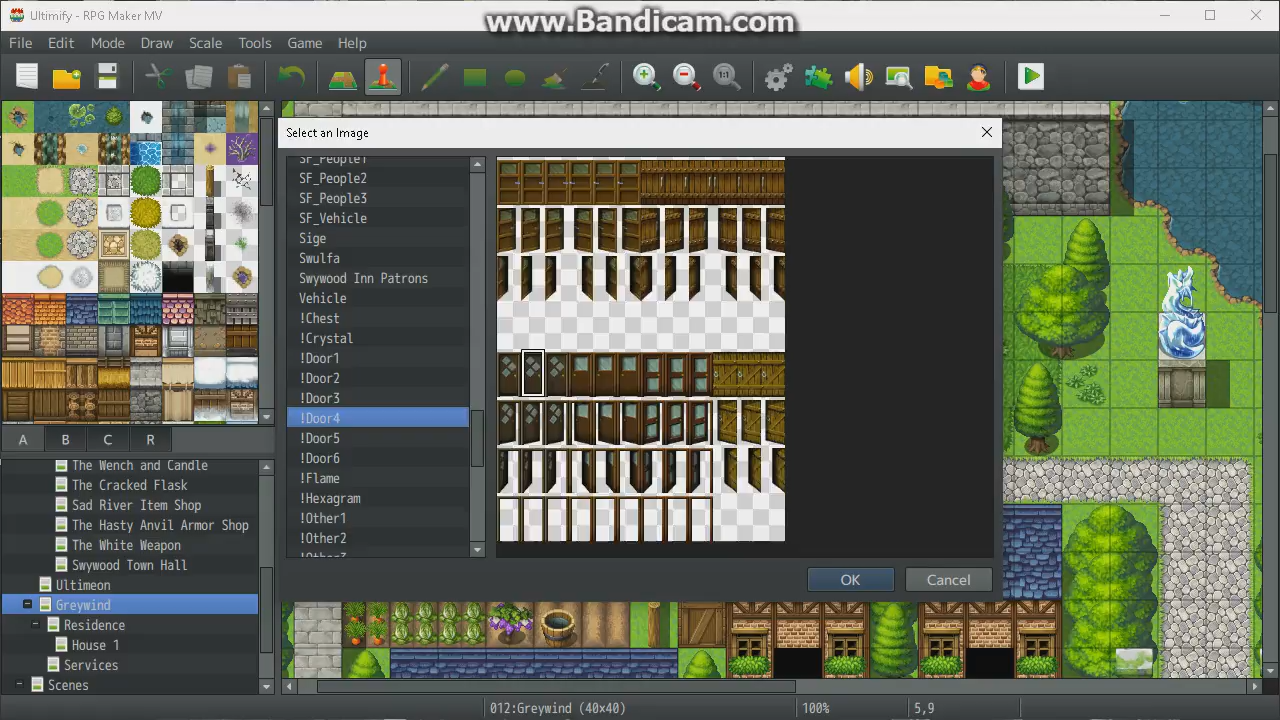 Ultimify - RPG Maker MV
www.Bandicam.com
File Edit Mode Draw Scale Tools Game Help
1:1
Select an Image
SF_People1
SF_People2
SF_People3
SF_Vehicle
Sige
Swulfa
Swywood Inn Patrons
Vehicle
!Chest
!Crystal
!Door1
!Door2
!Door3
!Door4
!Door5
!Door6
!Flame
!Hexagram
!Other1
!Other2
!Other3
OK Cancel
A B C R
The Wench and Candle
The Cracked Flask
Sad River Item Shop
The Hasty Anvil Armor Shop
The White Weapon
Swywood Town Hall
Ultimeon
Greywind
Residence
House 1
Services
Scenes
012:Greywind (40x40) 100% 5,9